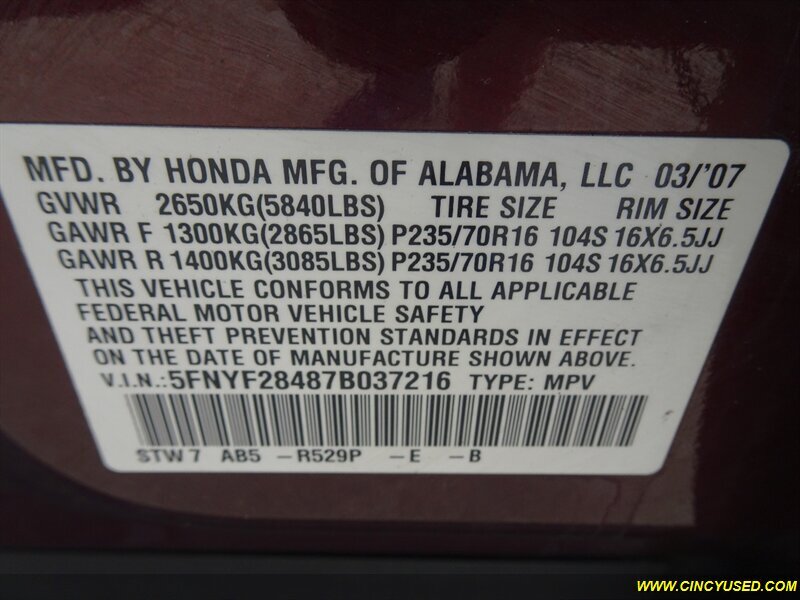 MFD. BY HONDA MFG. OF ALABAMA, LLC 03/'07
GVWR 2650KG(5840LBS) TIRE SIZE RIM SIZE
GAWR F 1300KG(2865LBS) P235/70R16 104S 16X6.5JJ
GAWR R 1400KG(3085LBS) P235/70R16 104S 16X6.5JJ
THIS VEHICLE CONFORMS TO ALL APPLICABLE
FEDERAL MOTOR VEHICLE SAFETY
AND THEFT PREVENTION STANDARDS IN EFFECT
ON THE DATE OF MANUFACTURE SHOWN ABOVE.
V.I.N.:5FNYF28487B037216 TYPE: MPV
STW 7 AB5 -R529P -E -B
WWW.CINCYUSED.COM